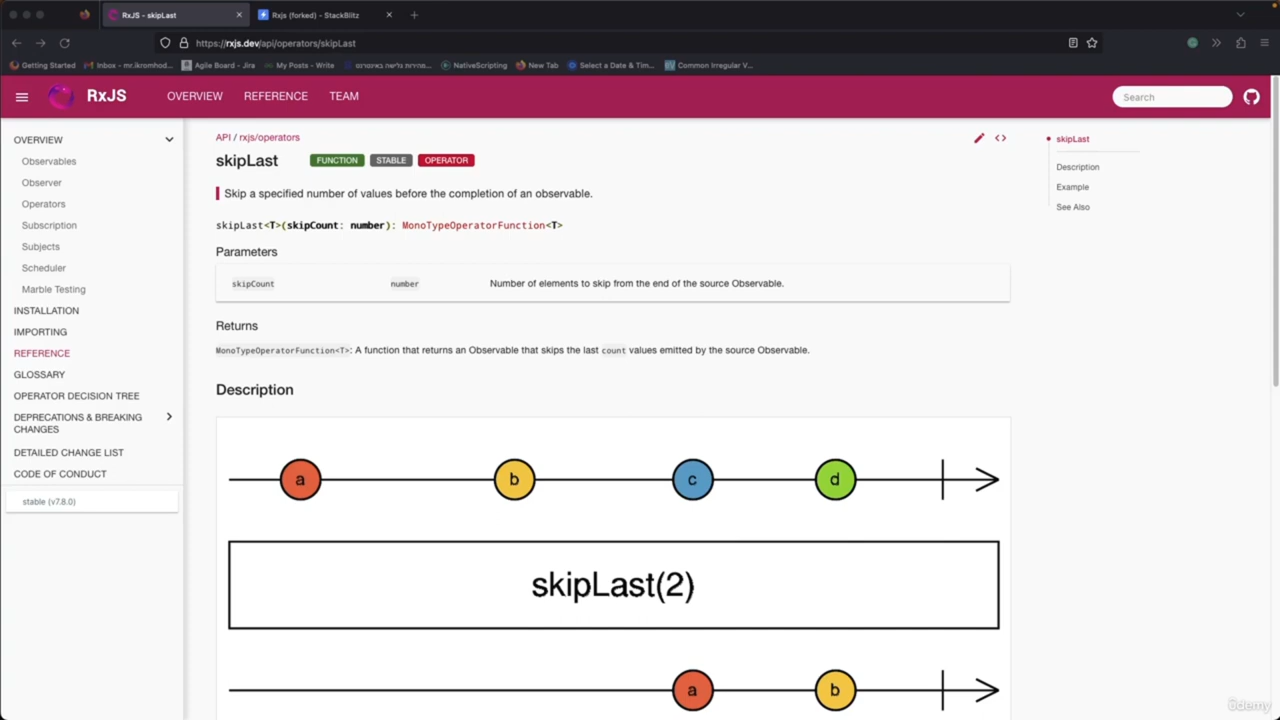 RxJS - skipLast
Rxjs (forked) - StackBlitz
https://rxjs.dev/api/operators/skipLast
Getting Started
Inbox - mr.ikromhod...
Agile Board - Jira
My Posts - Write
NativeScripting
New Tab
Select a Date & Tim...
Common Irregular V...
RxJS
OVERVIEW
REFERENCE
TEAM
Search
OVERVIEW
Observables
Observer
Operators
Subscription
Subjects
Scheduler
Marble Testing
INSTALLATION
IMPORTING
REFERENCE
GLOSSARY
OPERATOR DECISION TREE
DEPRECATIONS & BREAKING
CHANGES
DETAILED CHANGE LIST
CODE OF CONDUCT
stable (v7.8.0)
API / rxjs/operators
skipLast FUNCTION STABLE OPERATOR
Skip a specified number of values before the completion of an observable.
skipLast<T>(skipCount: number): MonoTypeOperatorFunction<T>
Parameters
skipCount number Number of elements to skip from the end of the source Observable.
Returns
MonoTypeOperatorFunction<T>: A function that returns an Observable that skips the last count values emitted by the source Observable.
Description
a b c d
skipLast(2)
a b
skipLast
Description
Example
See Also
ûdemy